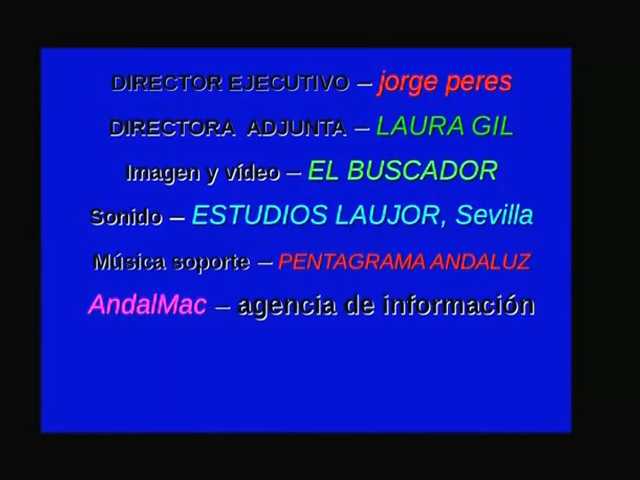 DIRECTOR EJECUTIVO – jorge peres
DIRECTORA ADJUNTA – LAURA GIL
Imagen y vídeo – EL BUSCADOR
Sonido – ESTUDIOS LAUJOR, Sevilla
Música soporte – PENTAGRAMA ANDALUZ
AndalMac – agencia de información